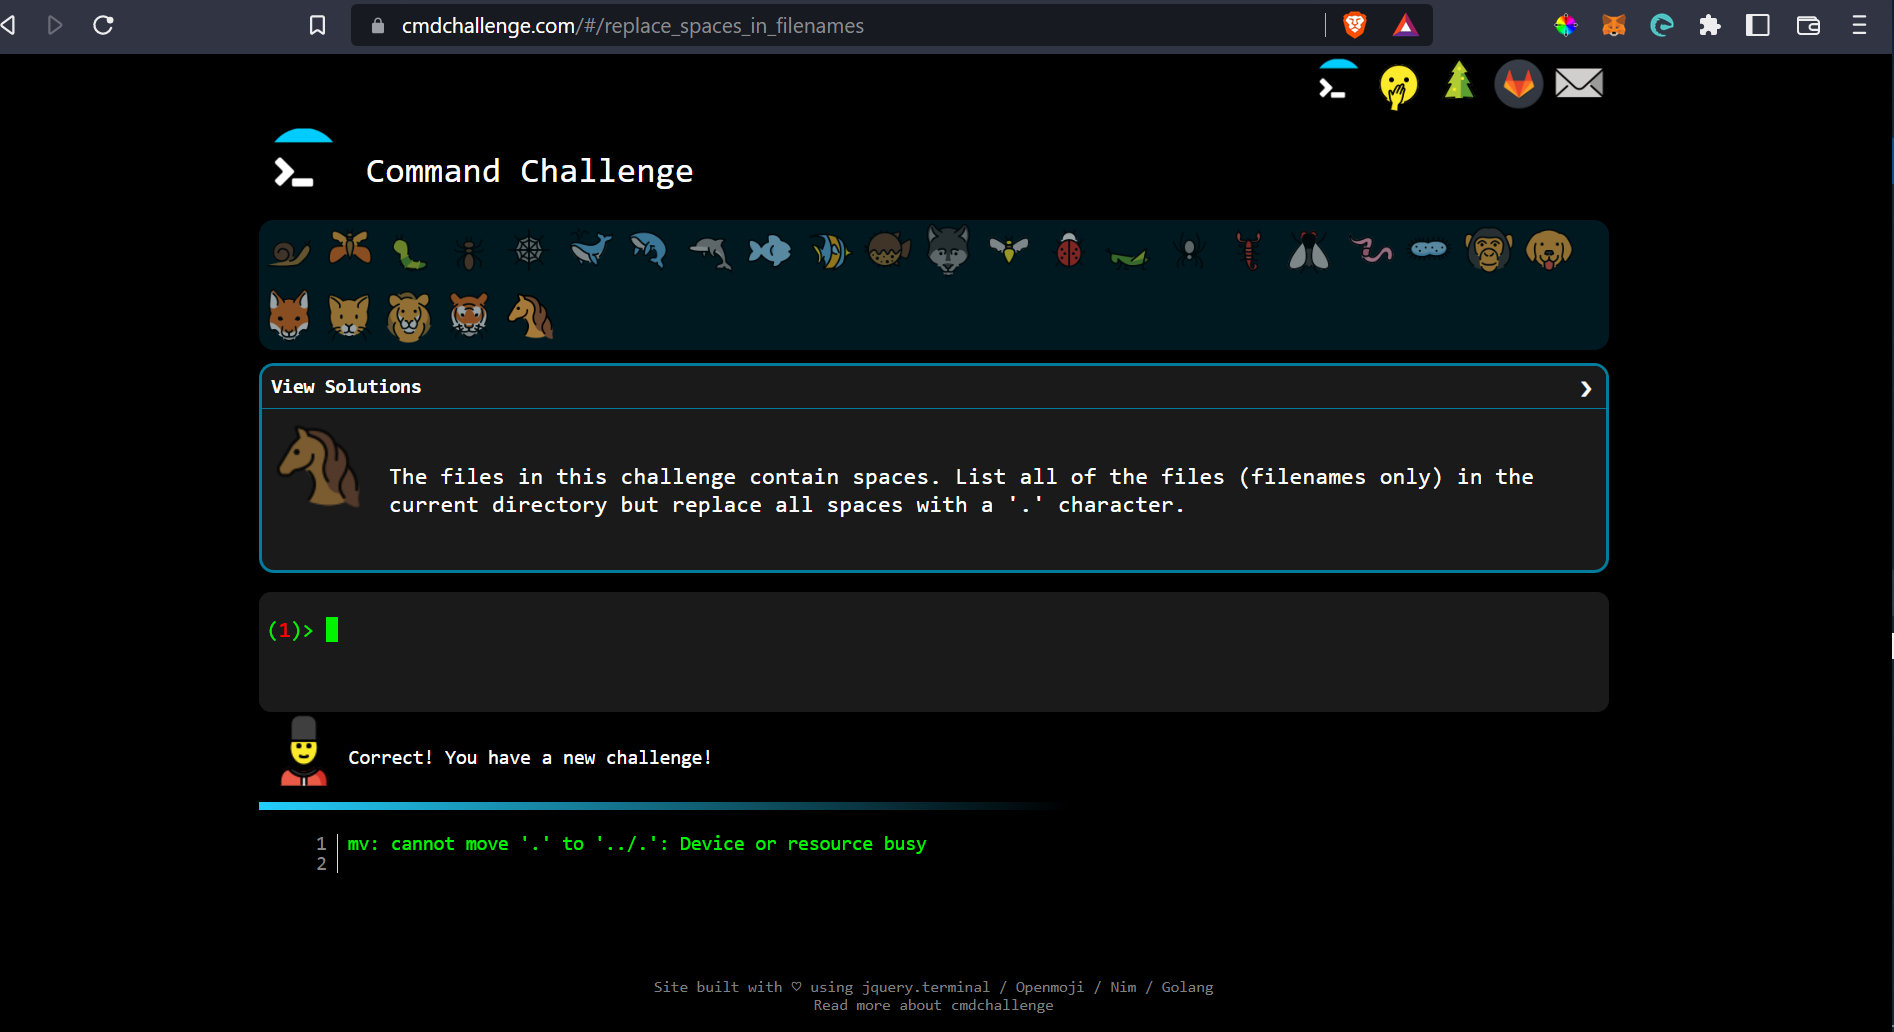 cmdchallenge.com/#/replace_spaces_in_filenames
Command Challenge
View Solutions
The files in this challenge contain spaces. List all of the files (filenames only) in the
current directory but replace all spaces with a '.' character.
(1)>
Correct! You have a new challenge!
1 mv: cannot move '.' to '../.': Device or resource busy
2
Site built with ♡ using jquery.terminal / Openmoji / Nim / Golang
Read more about cmdchallenge